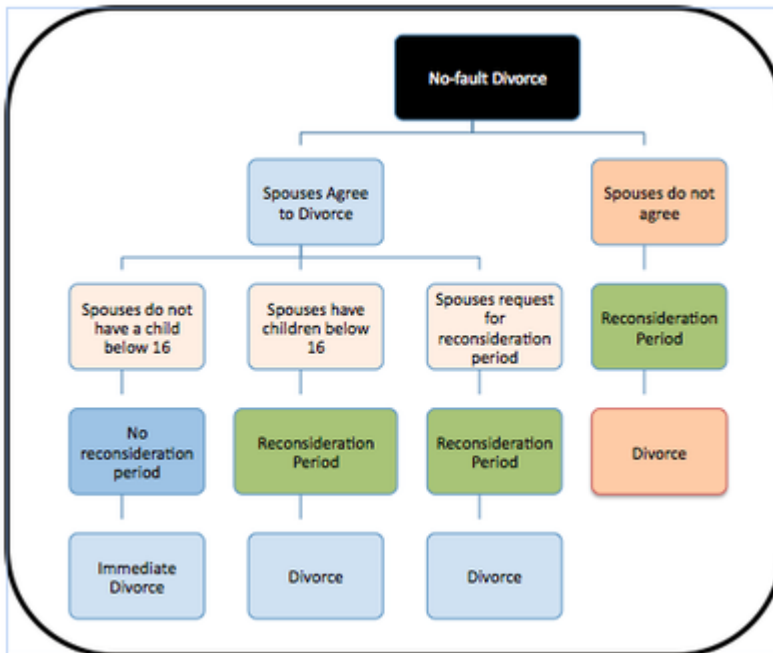 No-fault Divorce
Spouses Agree
to Divorce
Spouses do not
agree
Spouses do not
have a child
below 16
Spouses have
children below
16
Spouses request
for
reconsideration
period
Reconsideration
Period
No
reconsideration
period
Reconsideration
Period
Reconsideration
Period
Divorce
Immediate
Divorce
Divorce
Divorce